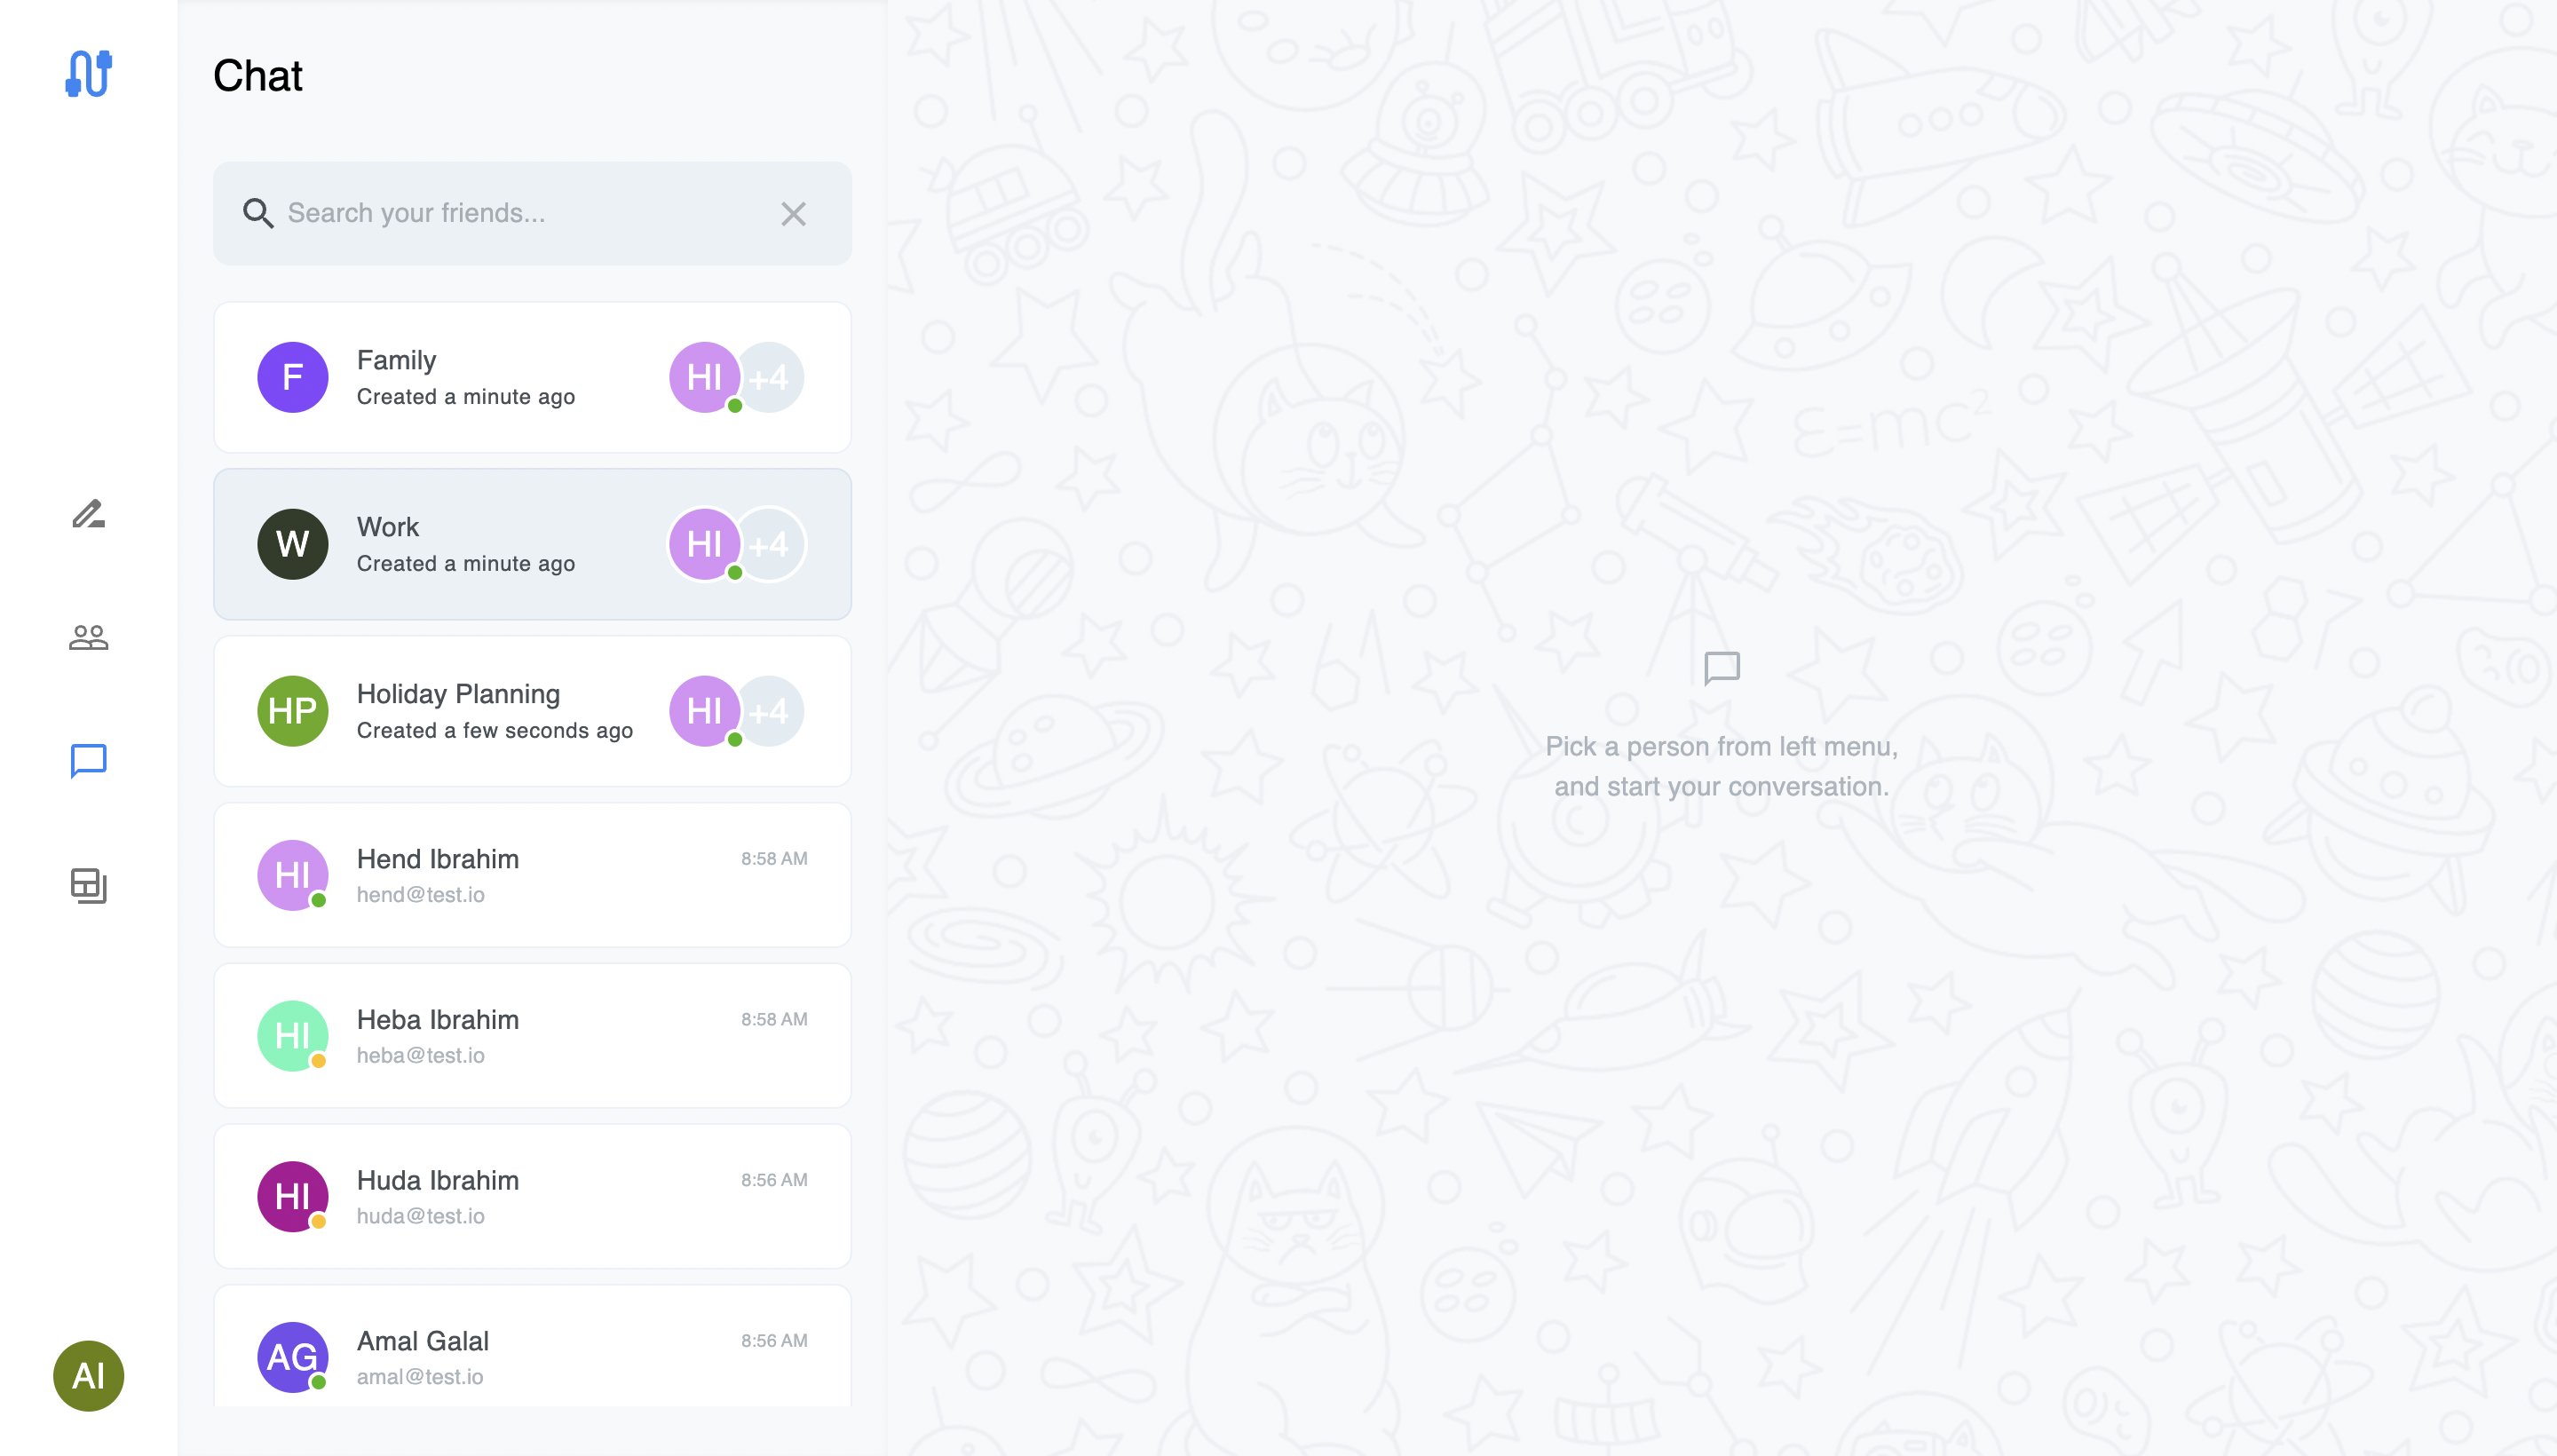 Chat
Search your friends...
F
Family
Created a minute ago
HI
+4
W
Work
Created a minute ago
HI
+4
HP
Holiday Planning
Created a few seconds ago
HI
+4
HI
Hend Ibrahim
8:58 AM
hend@test.io
HI
Heba Ibrahim
8:58 AM
heba@test.io
HI
Huda Ibrahim
8:56 AM
huda@test.io
AG
Amal Galal
8:56 AM
amal@test.io
AI
ε=mc²
Pick a person from left menu,
and start your conversation.